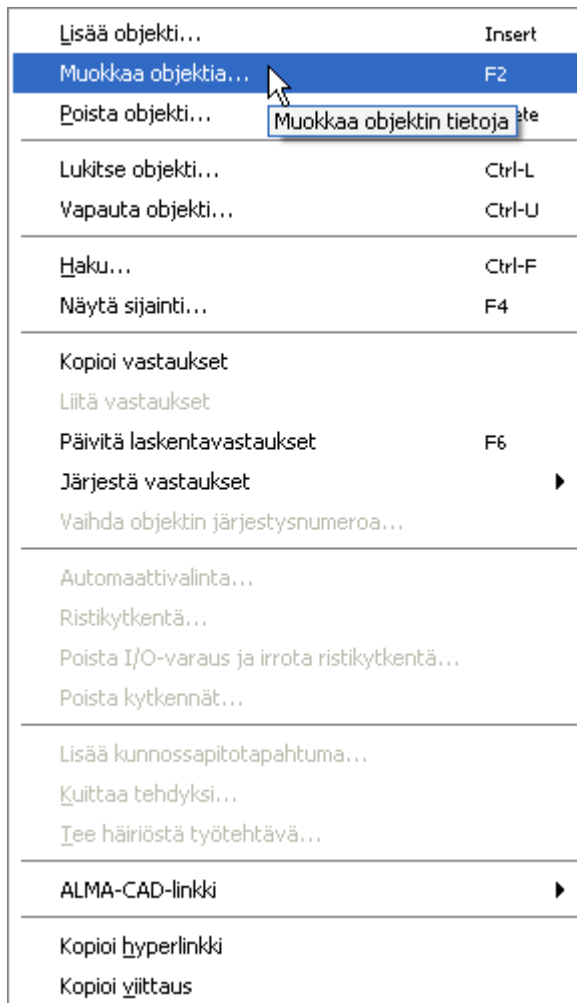 Lisää objekti... Insert
Muokkaa objektia... F2
Poista objekti... ete
Muokkaa objektin tietoja
Lukitse objekti... Ctrl-L
Vapauta objekti... Ctrl-U
Haku... Ctrl-F
Näytä sijainti... F4
Kopioi vastaukset
Liitä vastaukset
Päivitä laskentavastaukset F6
Järjestä vastaukset
Vaihda objektin järjestysnumeroa...
Automaattivalinta...
Ristikytkentä...
Poista I/O-varaus ja irrota ristikytkentä...
Poista kytkennät...
Lisää kunnossapitotapahtuma...
Kuittaa tehdyksi...
Tee häiriöstä työtehtävä...
ALMA-CAD-linkki
Kopioi hyperlinkki
Kopioi viittaus